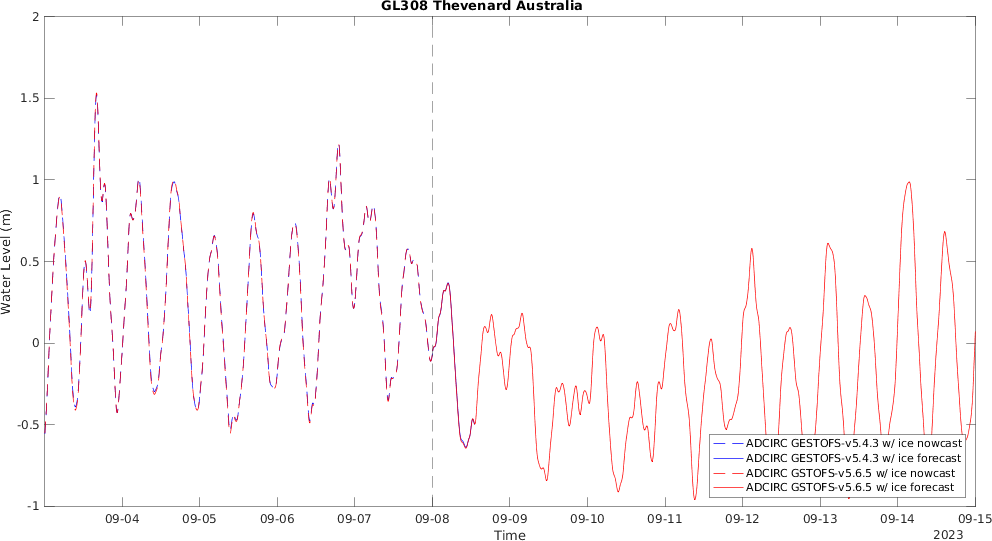 GL308 Thevenard Australia
2
1.5
1
0.5
0
-0.5
-1
Water Level (m)
09-04 09-05 09-06 09-07 09-08 09-09 09-10 09-11 09-12 09-13 09-14 09-15
Time
2023
ADCIRC GESTOFS-v5.4.3 w/ ice nowcast
ADCIRC GESTOFS-v5.4.3 w/ ice forecast
ADCIRC GSTOFS-v5.6.5 w/ ice nowcast
ADCIRC GSTOFS-v5.6.5 w/ ice forecast